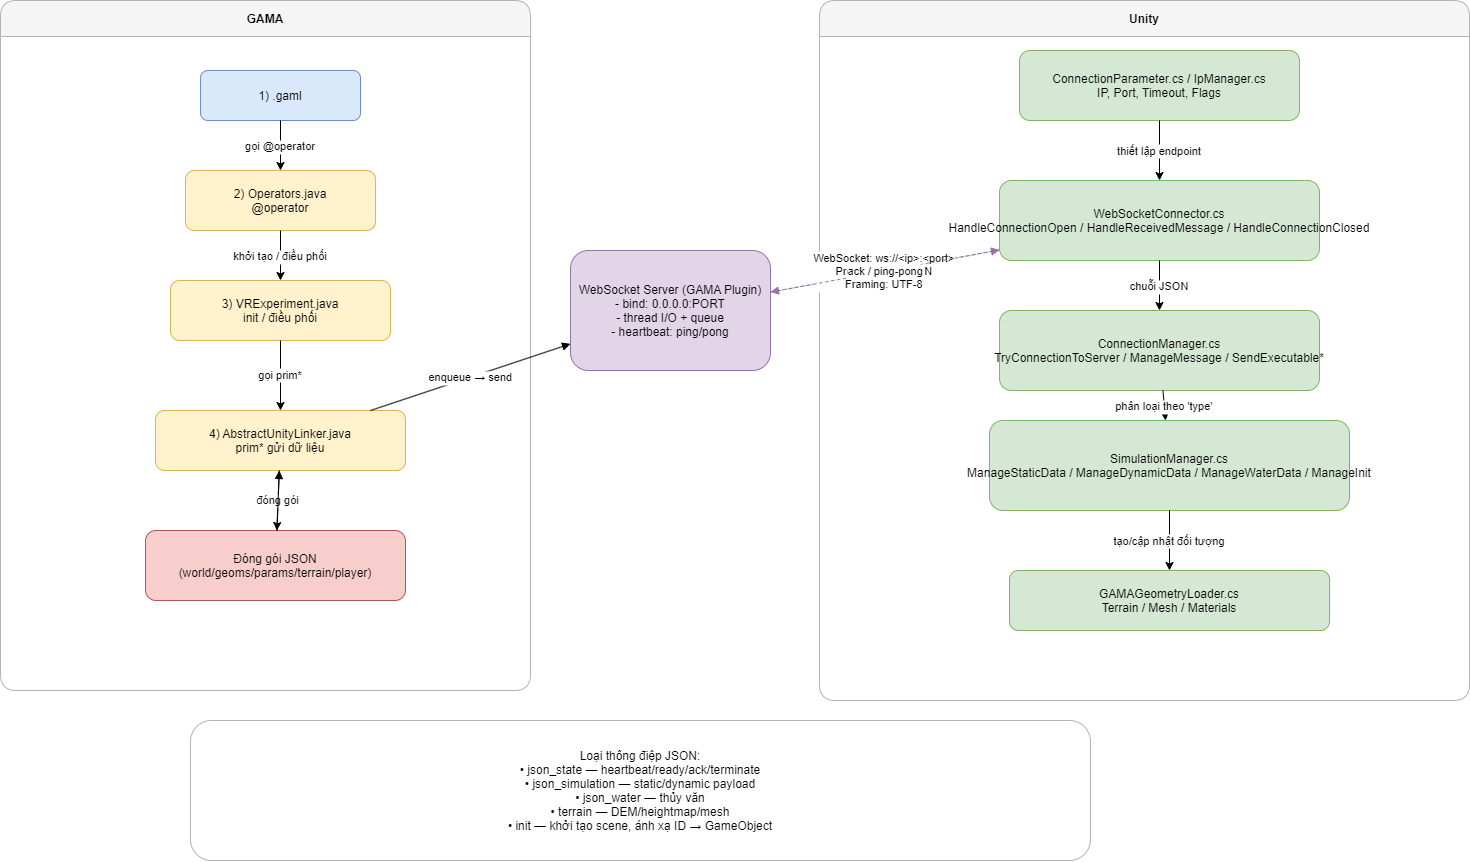 GAMA
1) .gaml
gọi @operator
2) Operators.java
@operator
khởi tạo / điều phối
3) VRExperiment.java
init / điều phối
gọi prim*
4) AbstractUnityLinker.java
prim* gửi dữ liệu
đóng gói
Đóng gói JSON
(world/geoms/params/terrain/player)
enqueue → send
WebSocket Server (GAMA Plugin)
- bind: 0.0.0.0:PORT
- thread I/O + queue
- heartbeat: ping/pong
WebSocket: ws://<ip>:<port>
/ ping-pong
Framing: UTF-8
Unity
ConnectionParameter.cs / IpManager.cs
IP, Port, Timeout, Flags
thiết lập endpoint
WebSocketConnector.cs
HandleConnectionOpen / HandleReceivedMessage / HandleConnectionClosed
chuỗi JSON
ConnectionManager.cs
TryConnectionToServer / ManageMessage / SendExecutable*
phân loại theo 'type'
SimulationManager.cs
ManageStaticData / ManageDynamicData / ManageWaterData / ManageInit
tạo/cập nhật đối tượng
GAMAGeometryLoader.cs
Terrain / Mesh / Materials
Loại thông điệp JSON:
• json_state — heartbeat/ready/ack/terminate
• json_simulation — static/dynamic payload
• json_water — thủy văn
• terrain — DEM/heightmap/mesh
• init — khởi tạo scene, ánh xạ ID → GameObject